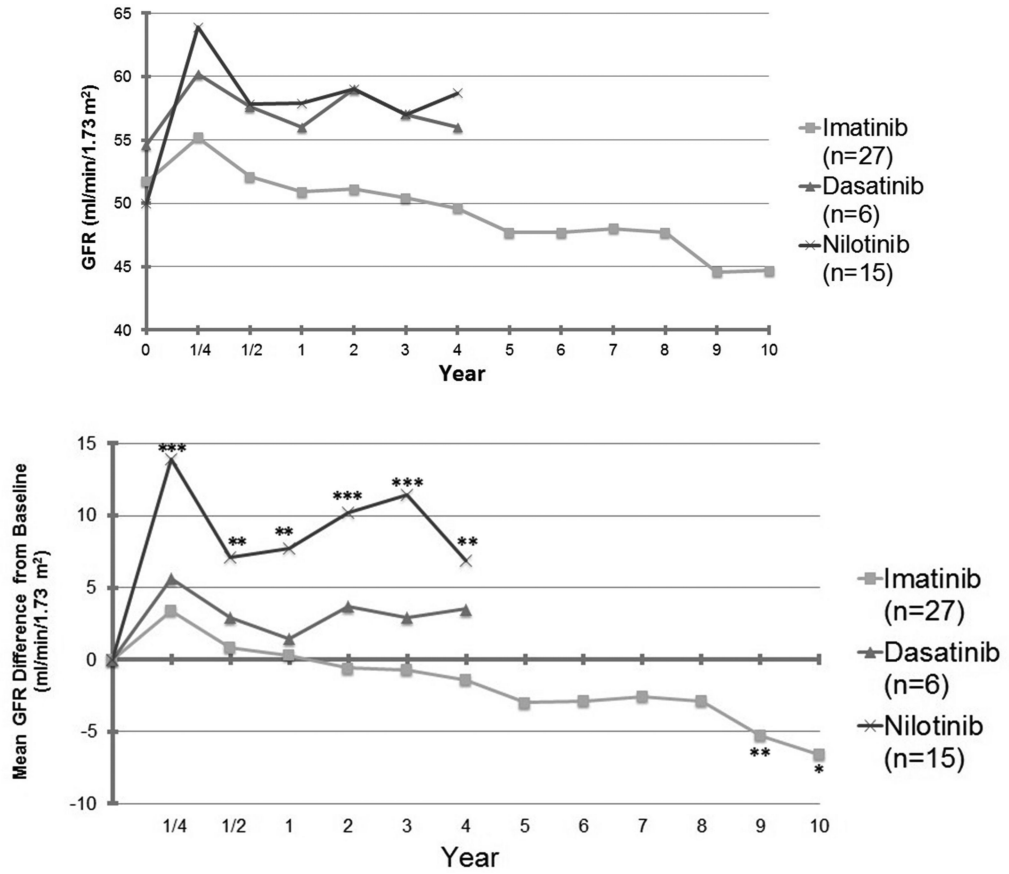 65
60
55
50
45
40
GFR (ml/min/1.73 m²)
0 1/4 1/2 1 2 3 4 5 6 7 8 9 10
Year
Imatinib
(n=27)
Dasatinib
(n=6)
Nilotinib
(n=15)
15
10
5
0
-5
-10
Mean GFR Difference from Baseline
(ml/min/1.73 m²)
***
**
**
***
***
**
**
*
1/4 1/2 1 2 3 4 5 6 7 8 9 10
Year
Imatinib
(n=27)
Dasatinib
(n=6)
Nilotinib
(n=15)